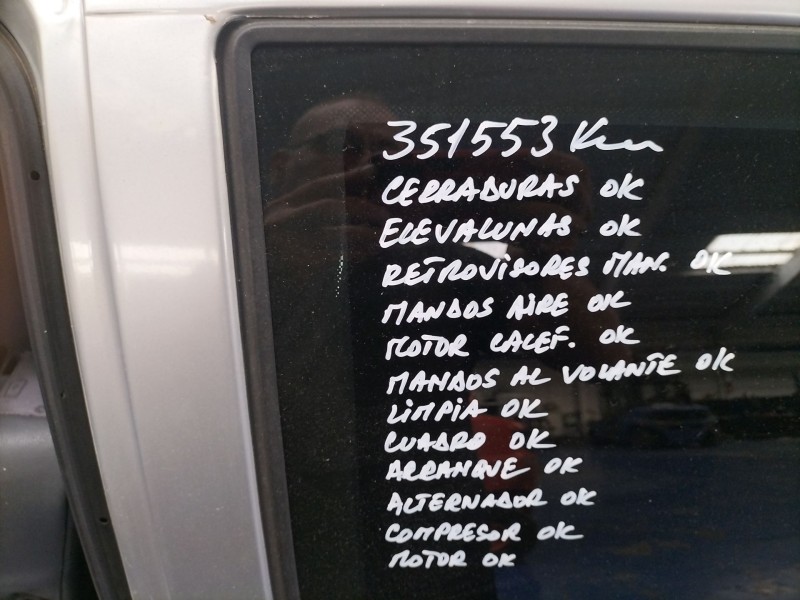 351553 Km
CERRADURAS OK
ELEVALUNAS OK
RETROVISORES MAN. OK
MANDOS AIRE OK
MOTOR CALEF. OK
MANDOS AL VOLANTE OK
LIMPIA OK
CUADRO OK
ARRANQUE OK
ALTERNADOR OK
COMPRESOR OK
MOTOR OK